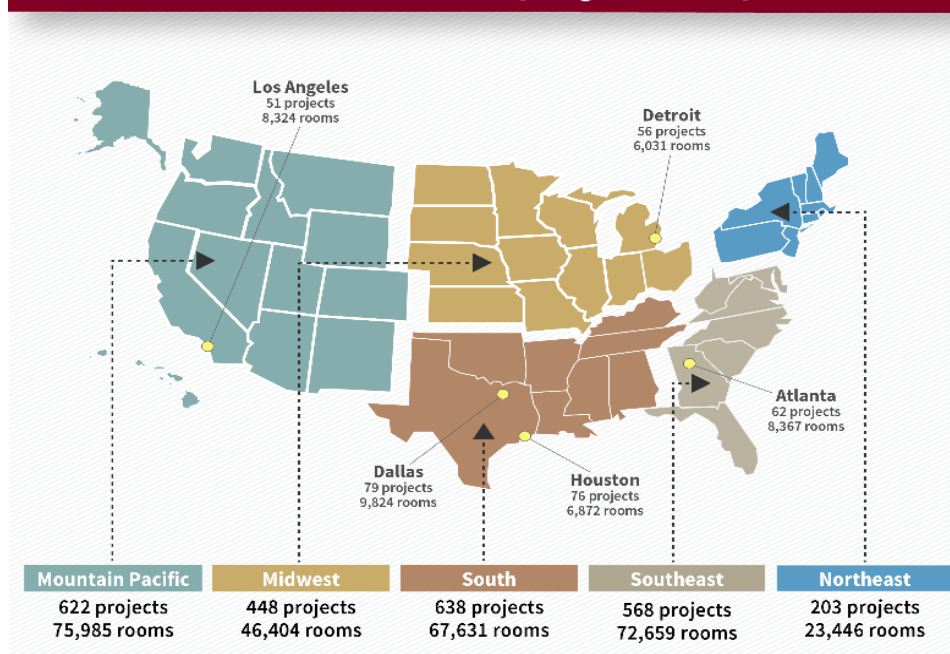 Los Angeles
51 projects
8,324 rooms
Detroit
56 projects
6,031 rooms
Atlanta
62 projects
8,367 rooms
Dallas
79 projects
9,824 rooms
Houston
76 projects
6,872 rooms
Mountain Pacific
622 projects
75,985 rooms
Midwest
448 projects
46,404 rooms
South
638 projects
67,631 rooms
Southeast
568 projects
72,659 rooms
Northeast
203 projects
23,446 rooms